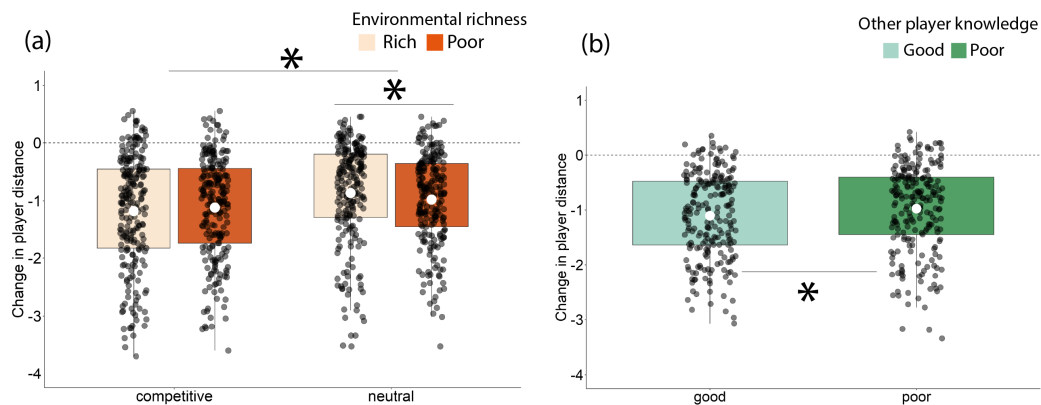 (a)
Environmental richness
Rich Poor
*
*
Change in player distance
1
0
-1
-2
-3
-4
competitive neutral
(b)
Other player knowledge
Good Poor
Change in player distance
1
0
-1
-2
-3
-4
*
good poor